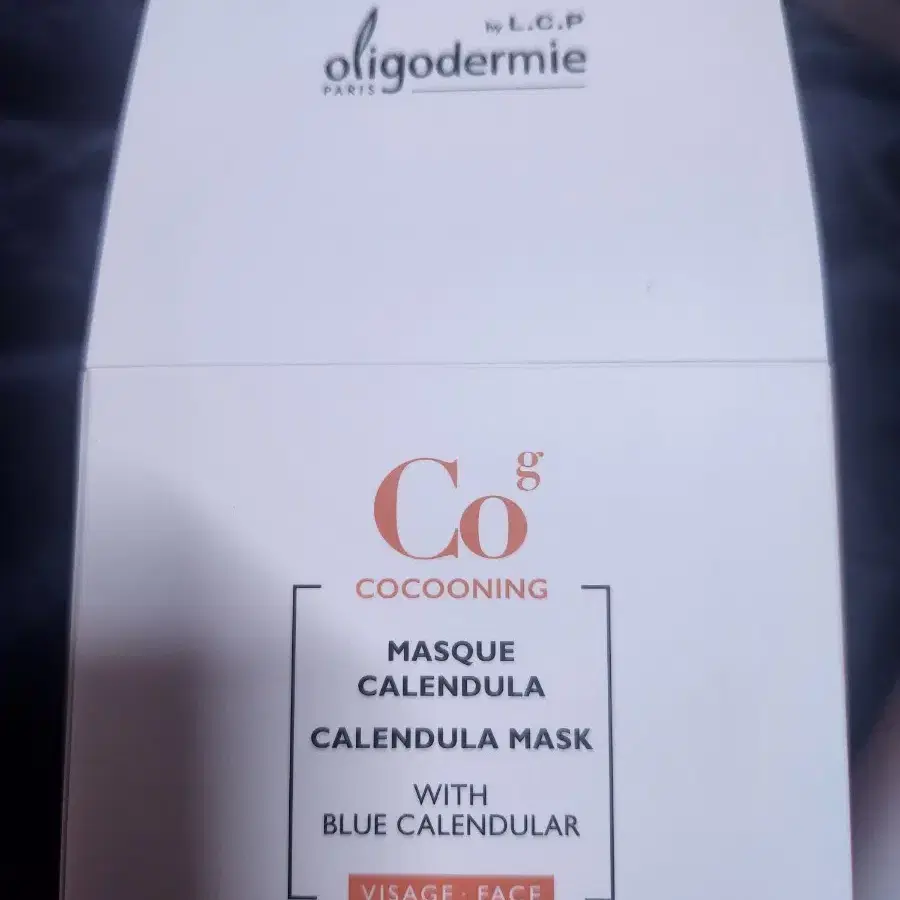 by L.C.P
oligodermie
PARIS
Co g
COCOONING
MASQUE
CALENDULA
CALENDULA MASK
WITH
BLUE CALENDULAR
VISAGE · FACE